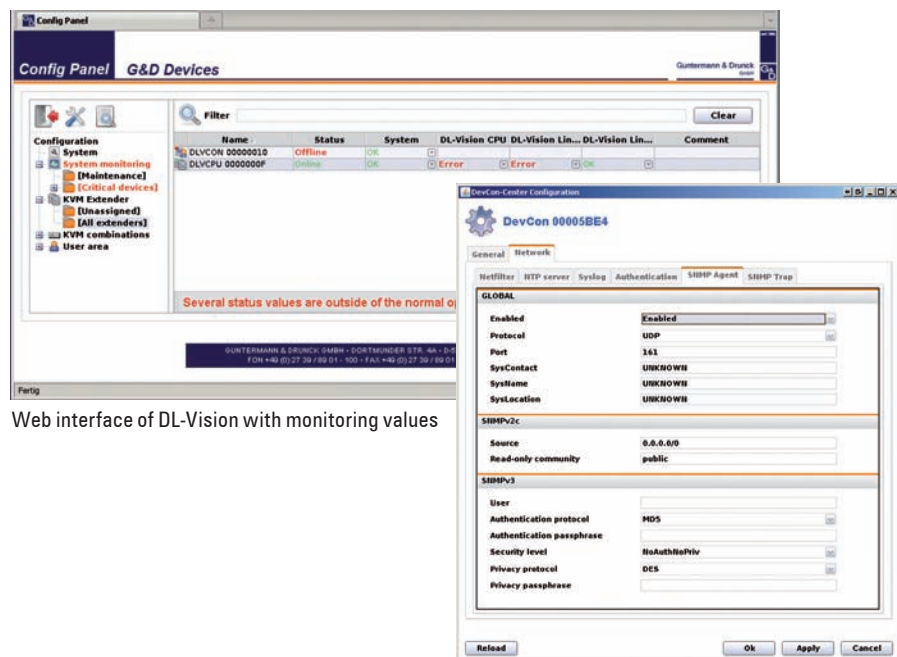 Config Panel
Config Panel G&D Devices
Guntermann & Drunck
GmbH
Filter Clear
Configuration
System
System monitoring
[Maintenance]
[Critical devices]
KVM Extender
[Unassigned]
[All extenders]
KVM combinations
User area
Name Status System DL-Vision CPU DL-Vision Lin... DL-Vision Lin... Comment
DLVCON 00000010 Offline OK
DLVCPU 0000000F Online OK Error Error OK
Several status values are outside of the normal op
GUNTERMANN & DRUNCK GMBH • DORTMUNDER STR. 4A • D-5
FON +49 (0) 27 39 / 89 01 - 100 • FAX +49 (0) 27 39 / 89 01
Fertig
Web interface of DL-Vision with monitoring values
DevCon-Center Configuration
DevCon 00005BE4
General Network
Netfilter NTP server Syslog Authentication SNMP Agent SNMP Trap
GLOBAL
Enabled Enabled
Protocol UDP
Port 161
SysContact UNKNOWN
SysName UNKNOWN
SysLocation UNKNOWN
SNMPv2c
Source 0.0.0.0/0
Read-only community public
SNMPv3
User
Authentication protocol MD5
Authentication passphrase
Security level NoAuthNoPriv
Privacy protocol DES
Privacy passphrase
Reload Ok Apply Cancel